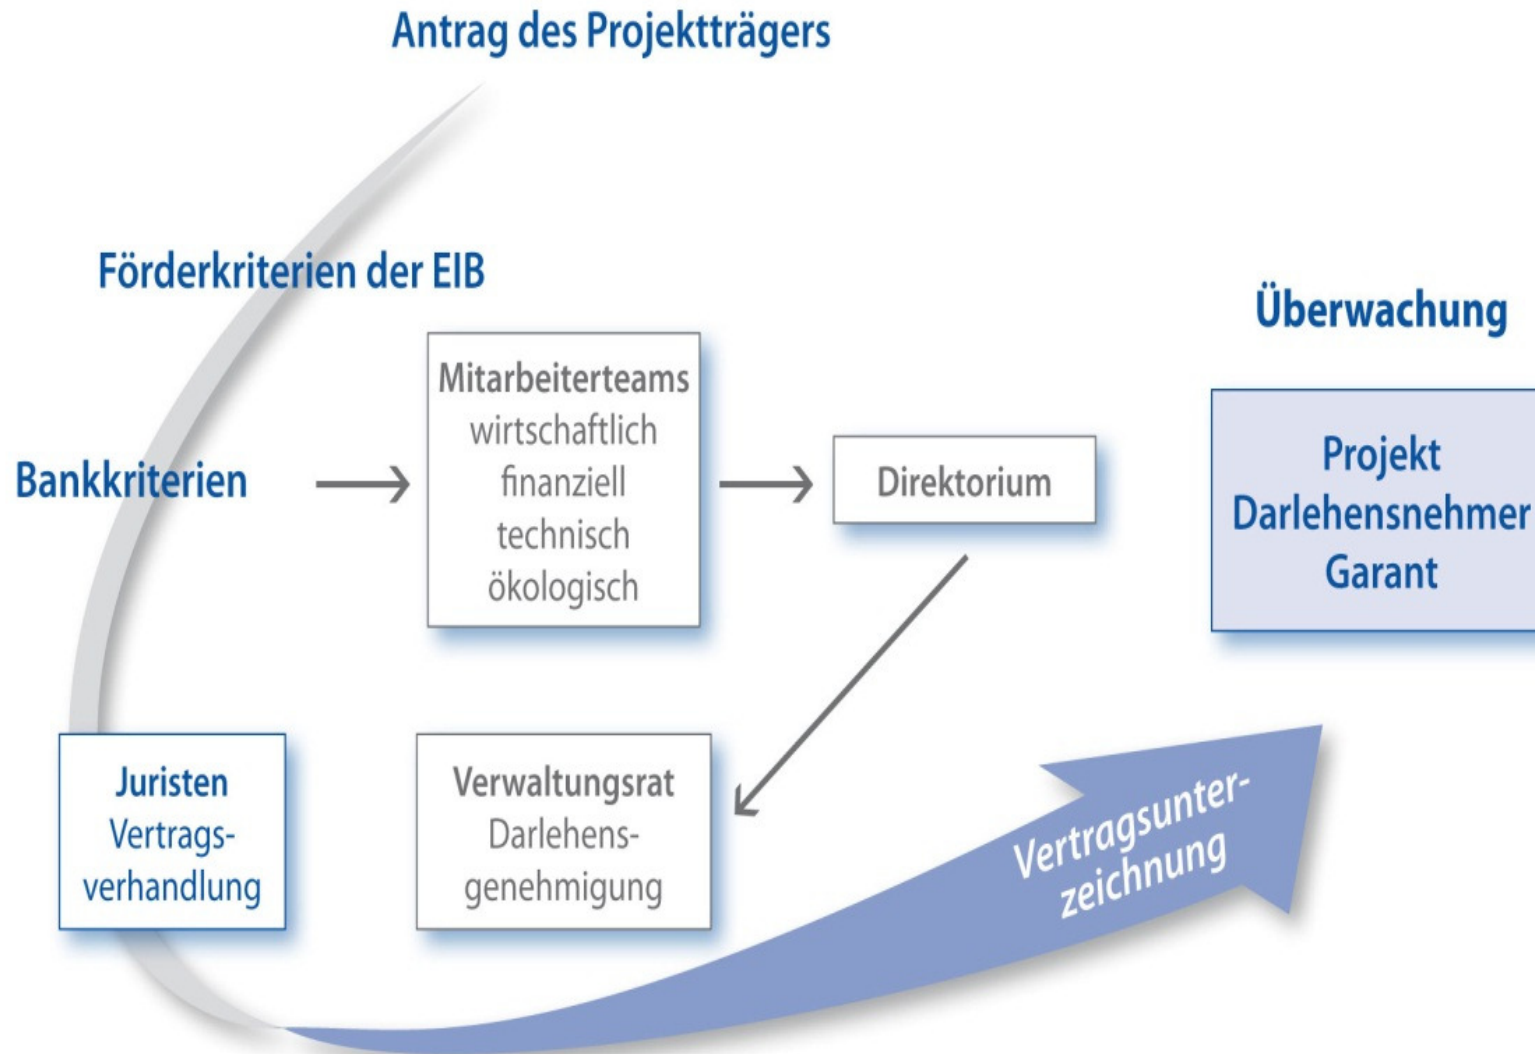 Antrag des Projektträgers
Förderkriterien der EIB
Bankkriterien
Mitarbeiterteams
wirtschaftlich
finanziell
technisch
ökologisch
Direktorium
Überwachung
Projekt
Darlehensnehmer
Garant
Juristen
Vertrags-
verhandlung
Verwaltungsrat
Darlehens-
genehmigung
Vertragsunter-
zeichnung